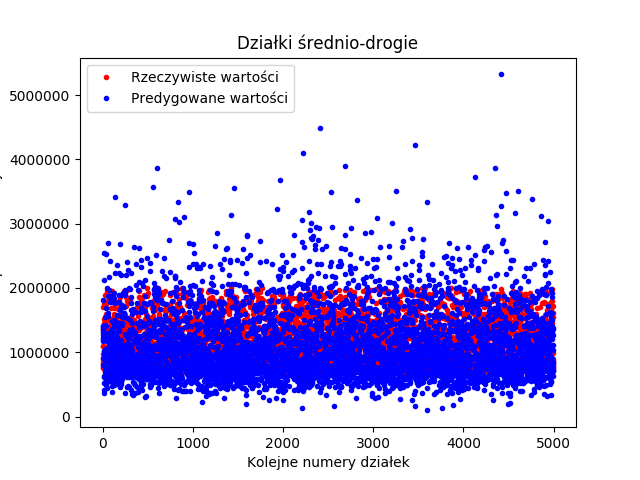 Działki średnio-drogie
Rzeczywiste wartości
Predygowane wartości
5000000
4000000
3000000
2000000
1000000
0
0 1000 2000 3000 4000 5000
Kolejne numery działek